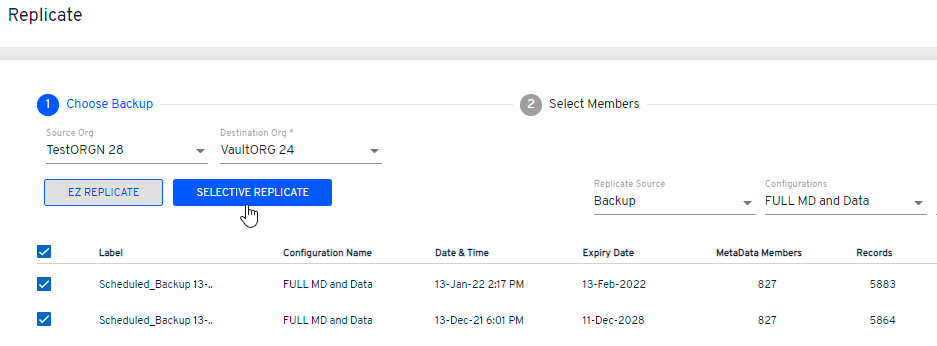 Replicate
1 Choose Backup 2 Select Members
Source Org Destination Org *
TestORGN 28 VaultORG 24
EZ REPLICATE SELECTIVE REPLICATE
Replicate Source Configurations
Backup FULL MD and Data
Label Configuration Name Date & Time Expiry Date MetaData Members Records
Scheduled_Backup 13-.. FULL MD and Data 13-Jan-22 2:17 PM 13-Feb-2022 827 5883
Scheduled_Backup 13-.. FULL MD and Data 13-Dec-21 6:01 PM 11-Dec-2028 827 5864